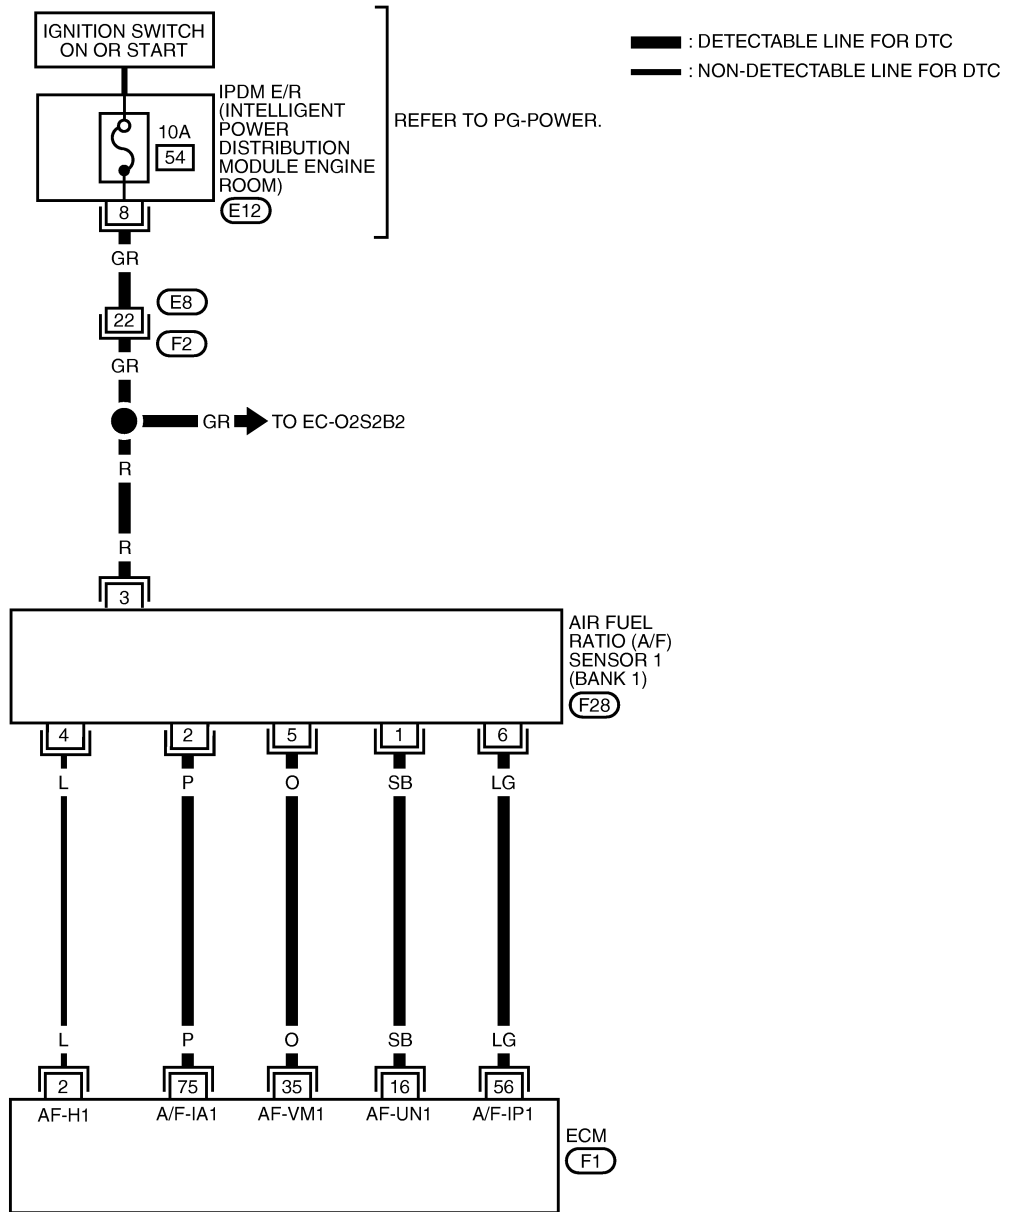 IGNITION SWITCH
ON OR START
: DETECTABLE LINE FOR DTC
: NON-DETECTABLE LINE FOR DTC
IPDM E/R
(INTELLIGENT
POWER
DISTRIBUTION
MODULE ENGINE
ROOM)
E12
REFER TO PG-POWER.
10A
54
8
GR
E8
22
F2
GR
GR
TO EC-O2S2B2
R
R
3
AIR FUEL
RATIO (A/F)
SENSOR 1
(BANK 1)
F28
4 2 5 1 6
L P O SB LG
L P O SB LG
2 75 35 16 56
AF-H1 A/F-IA1 AF-VM1 AF-UN1 A/F-IP1
ECM
F1